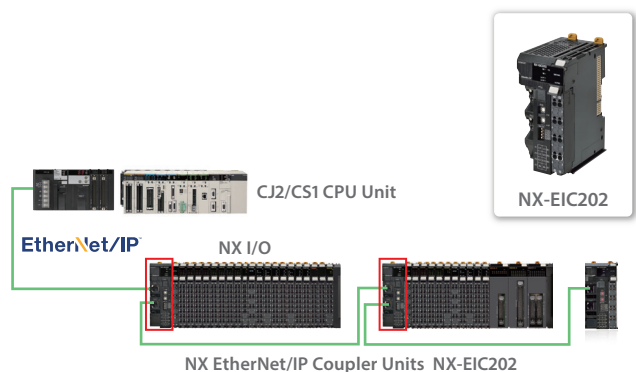 NX-EIC202
CJ2/CS1 CPU Unit
EtherNet/IP
NX I/O
NX EtherNet/IP Coupler Units NX-EIC202